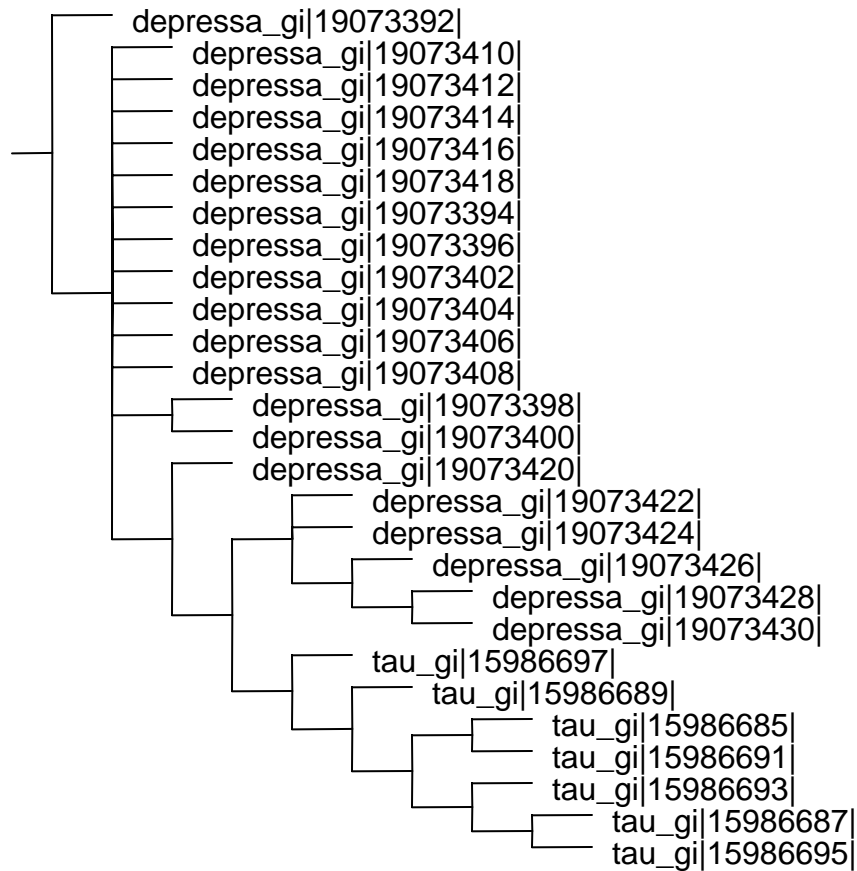 depressa_gi|19073392|
depressa_gi|19073410|
depressa_gi|19073412|
depressa_gi|19073414|
depressa_gi|19073416|
depressa_gi|19073418|
depressa_gi|19073394|
depressa_gi|19073396|
depressa_gi|19073402|
depressa_gi|19073404|
depressa_gi|19073406|
depressa_gi|19073408|
depressa_gi|19073398|
depressa_gi|19073400|
depressa_gi|19073420|
depressa_gi|19073422|
depressa_gi|19073424|
depressa_gi|19073426|
depressa_gi|19073428|
depressa_gi|19073430|
tau_gi|15986697|
tau_gi|15986689|
tau_gi|15986685|
tau_gi|15986691|
tau_gi|15986693|
tau_gi|15986687|
tau_gi|15986695|